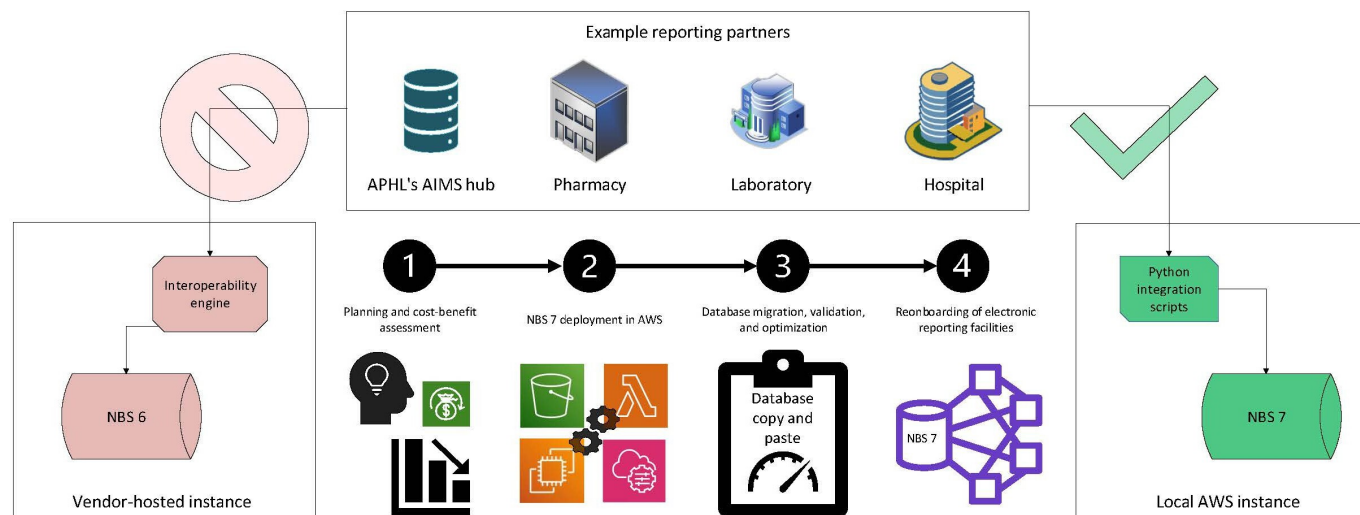 Example reporting partners
APHL's AIMS hub
Pharmacy
Laboratory
Hospital
Interoperability
engine
NBS 6
Vendor-hosted instance
1
2
3
4
Planning and cost-benefit
assessment
NBS 7 deployment in AWS
Database migration, validation,
and optimization
Reonboarding of electronic
reporting facilities
$
Database
copy and
paste
NBS 7
Python
integration
scripts
NBS 7
Local AWS instance